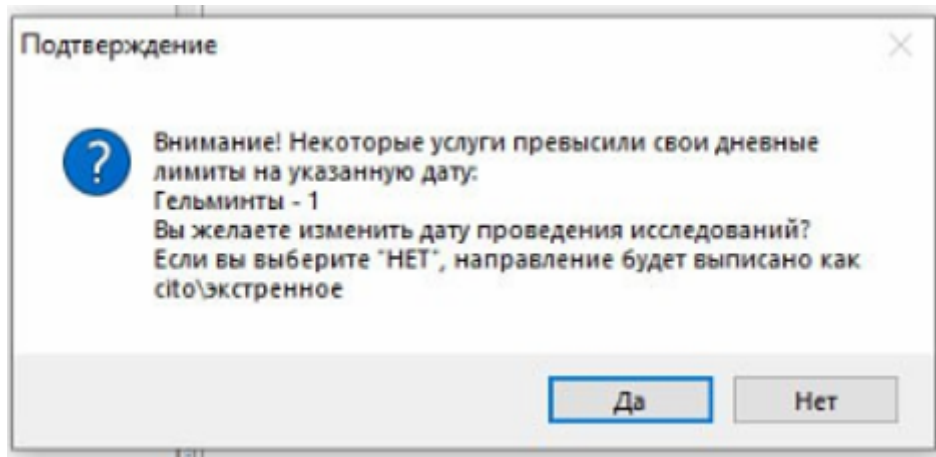 Подтверждение
Внимание! Некоторые услуги превысили свои дневные
лимиты на указанную дату:
Гельминты - 1
Вы желаете изменить дату проведения исследований?
Если вы выберите "НЕТ", направление будет выписано как
cito\экстренное
Да
Нет